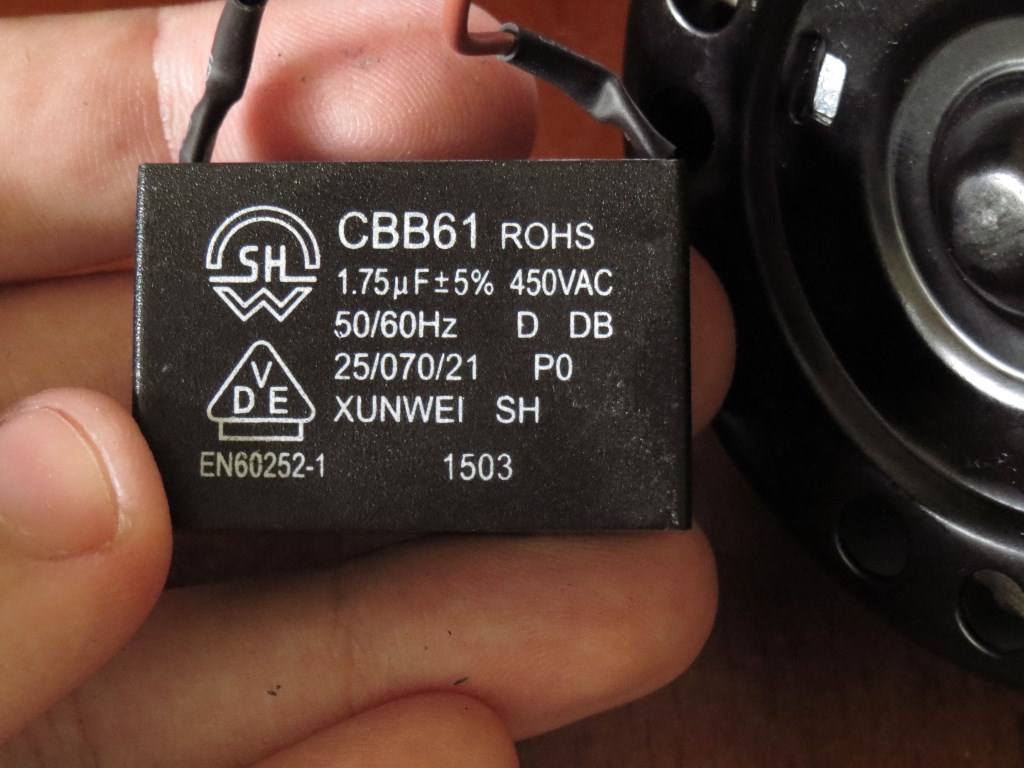 SH
W
CBB61 ROHS
1.75µF±5% 450VAC
50/60Hz D DB
25/070/21 P0
V
DE
XUNWEI SH
EN60252-1 1503